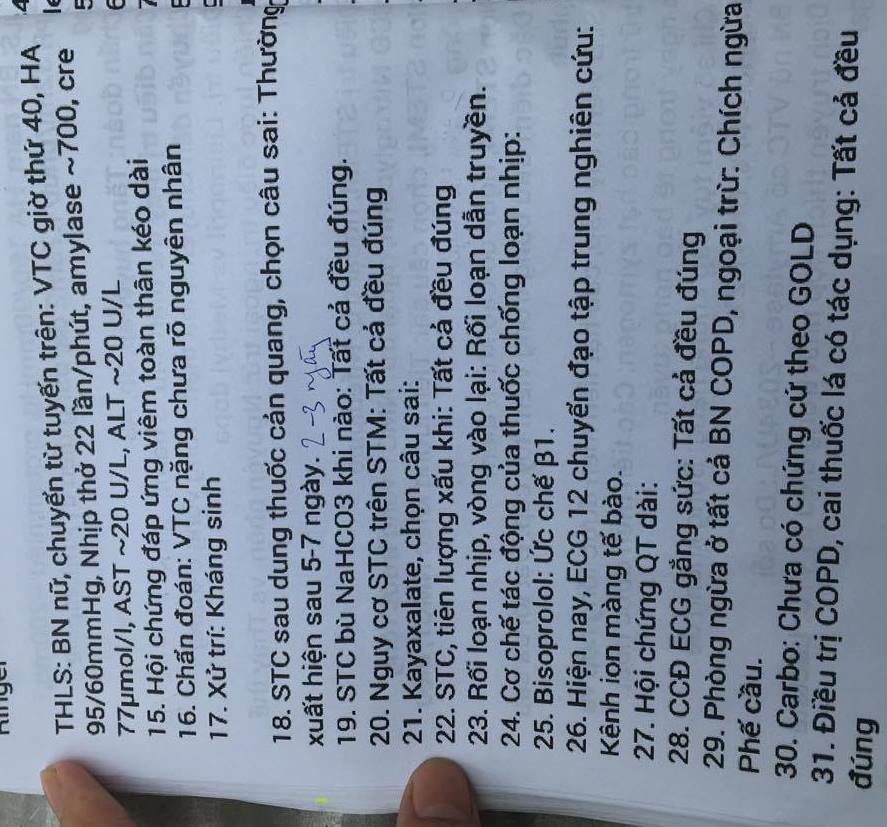 Ringer
THLS: BN nữ, chuyển từ tuyến trên: VTC giờ thứ 40, HA
95/60mmHg, Nhịp thở 22 lần/phút, amylase ~700, cre
77µmol/l, AST ~20 U/L, ALT ~20 U/L
15. Hội chứng đáp ứng viêm toàn thân kéo dài
16. Chẩn đoán: VTC nặng chưa rõ nguyên nhân
17. Xử trí: Kháng sinh
18. STC sau dung thuốc cản quang, chọn câu sai: Thường
xuất hiện sau 5-7 ngày. 2-3 ngày
19. STC bù NaHCO3 khi nào: Tất cả đều đúng.
20. Nguy cơ STC trên STM: Tất cả đều đúng
21. Kayaxalate, chọn câu sai:
22. STC, tiên lượng xấu khi: Tất cả đều đúng
23. Rối loạn nhịp, vòng vào lại: Rối loạn dẫn truyền.
24. Cơ chế tác động của thuốc chống loạn nhịp:
25. Bisoprolol: Ức chế β1.
26. Hiện nay, ECG 12 chuyển đạo tập trung nghiên cứu:
Kênh ion màng tế bào.
27. Hội chứng QT dài:
28. CCĐ ECG gắng sức: Tất cả đều đúng
29. Phòng ngừa ở tất cả BN COPD, ngoại trừ: Chích ngừa
Phế cầu.
30. Carbo: Chưa có chứng cứ theo GOLD
31. Điều trị COPD, cai thuốc lá có tác dụng: Tất cả đều
đúng